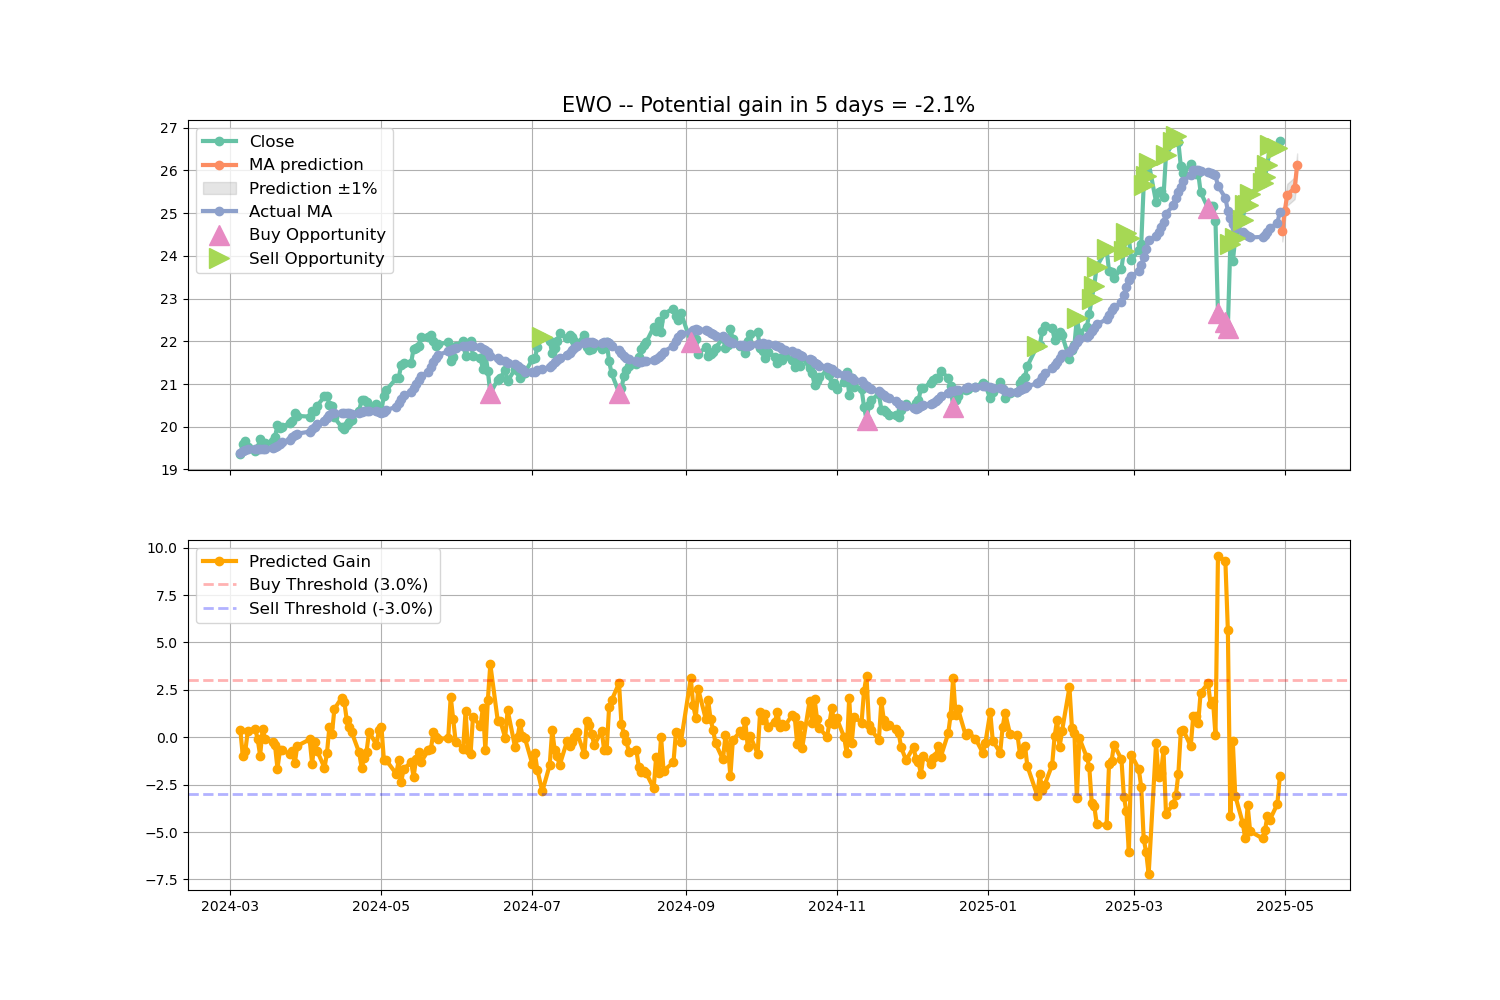 EWO -- Potential gain in 5 days = -2.1%
27
26
25
24
23
22
21
20
19
Close
MA prediction
Prediction ±1%
Actual MA
Buy Opportunity
Sell Opportunity
10.0
7.5
5.0
2.5
0.0
−2.5
−5.0
−7.5
Predicted Gain
Buy Threshold (3.0%)
Sell Threshold (-3.0%)
2024-03
2024-05
2024-07
2024-09
2024-11
2025-01
2025-03
2025-05